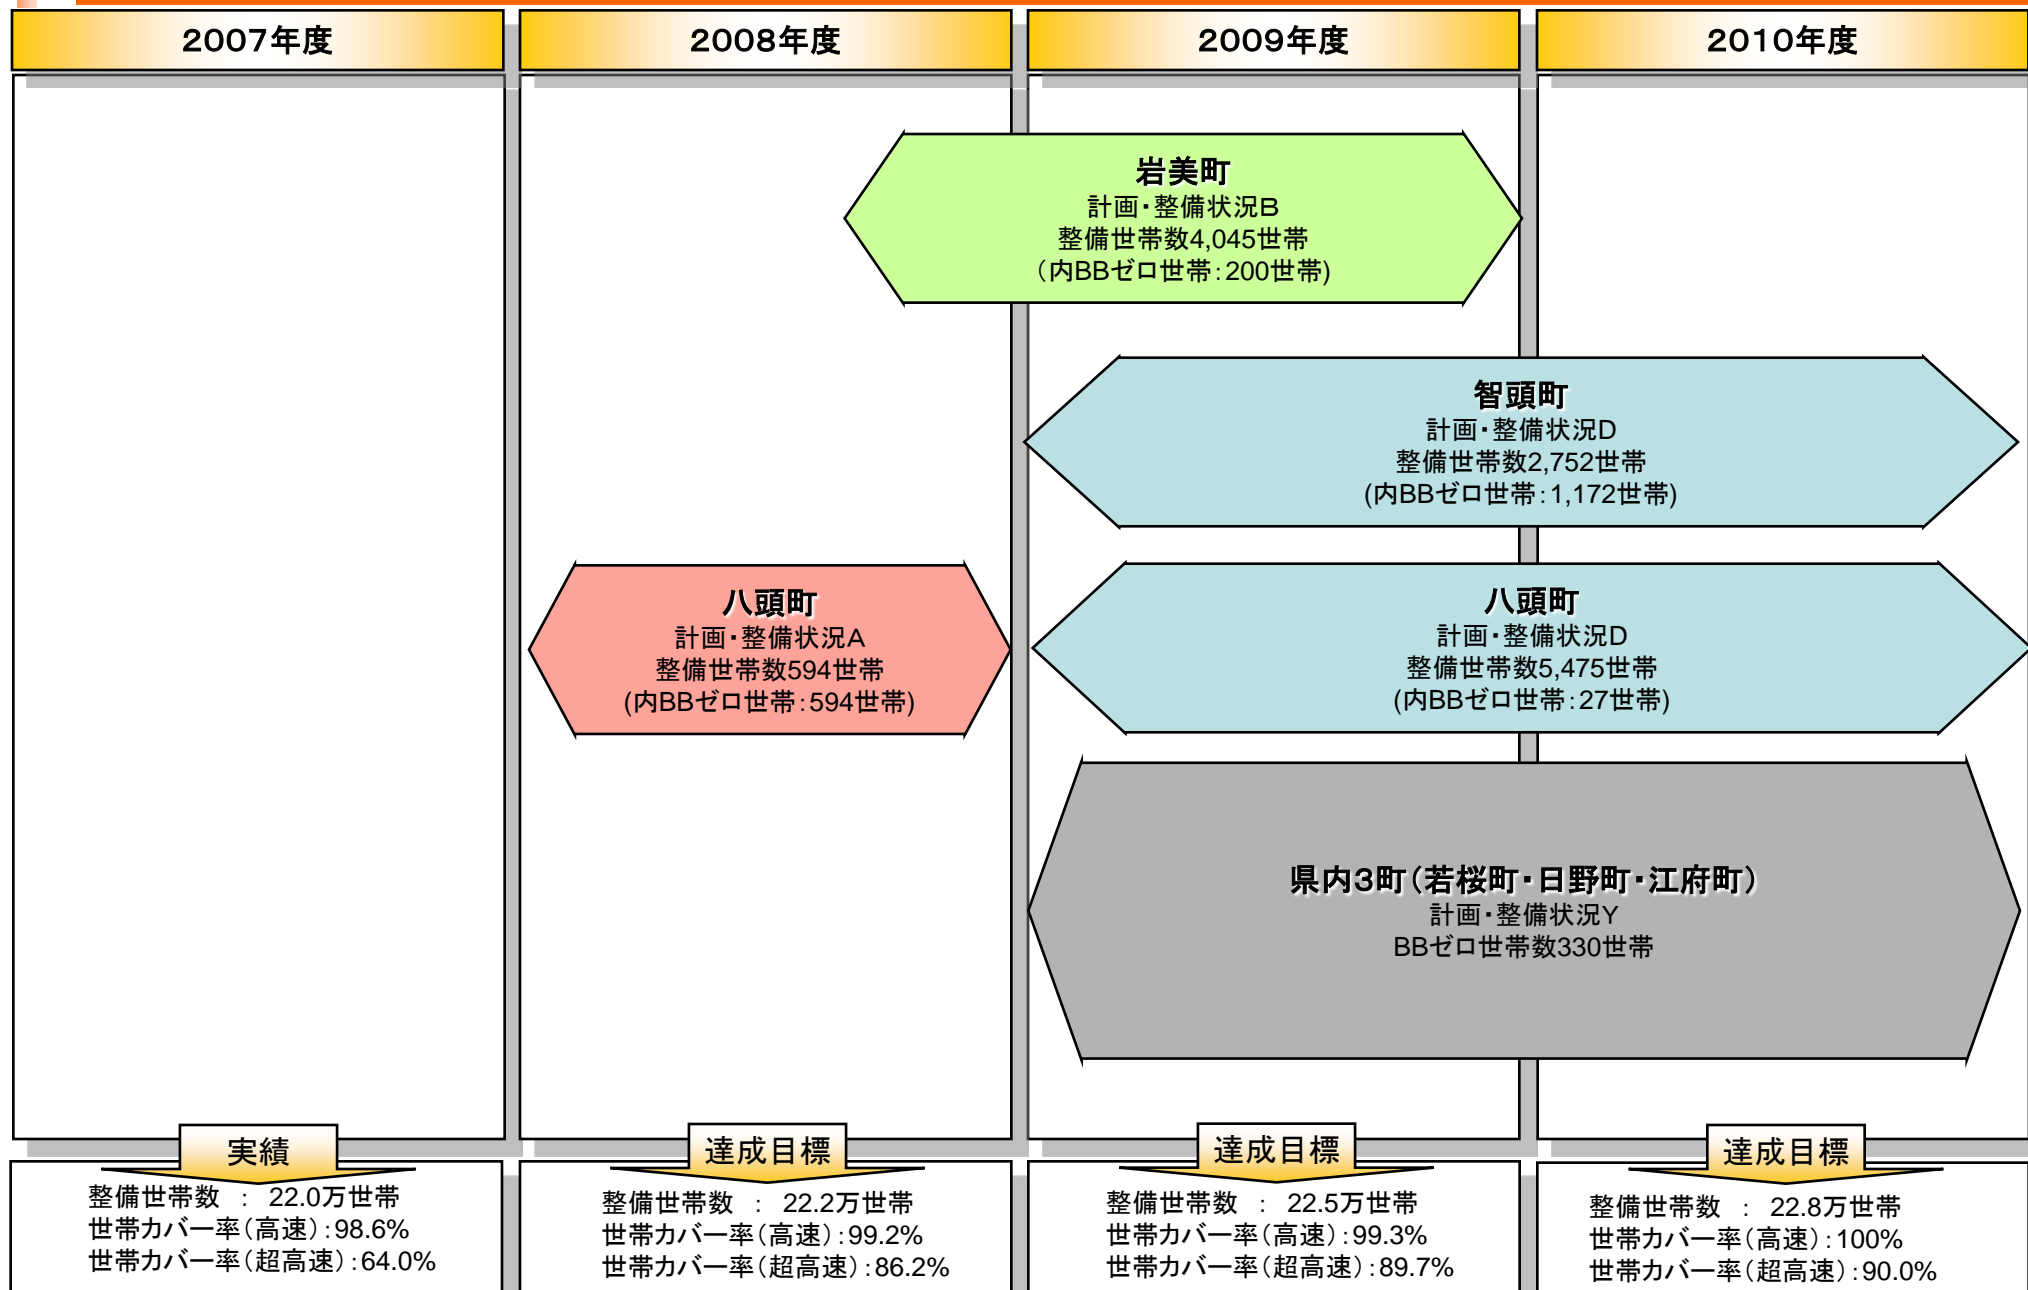 2007年度
2008年度
2009年度
2010年度
岩美町
計画・整備状況B
整備世帯数4,045世帯
（内BBゼロ世帯：200世帯)
智頭町
計画・整備状況D
整備世帯数2,752世帯
(内BBゼロ世帯：1,172世帯)
八頭町
計画・整備状況A
整備世帯数594世帯
(内BBゼロ世帯：594世帯)
八頭町
計画・整備状況D
整備世帯数5,475世帯
(内BBゼロ世帯：27世帯)
県内3町（若桜町・日野町・江府町）
計画・整備状況Y
BBゼロ世帯数330世帯
実績
整備世帯数 ： 22.0万世帯
世帯カバー率（高速）：98.6%
世帯カバー率（超高速）：64.0%
達成目標
整備世帯数 ： 22.2万世帯
世帯カバー率（高速）：99.2%
世帯カバー率（超高速）：86.2%
達成目標
整備世帯数 ： 22.5万世帯
世帯カバー率（高速）：99.3%
世帯カバー率（超高速）：89.7%
達成目標
整備世帯数 ： 22.8万世帯
世帯カバー率（高速）：100%
世帯カバー率（超高速）：90.0%